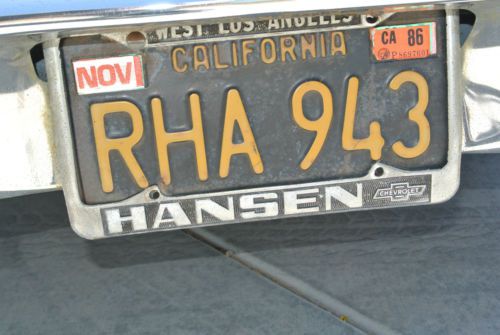 WEST LOS ANGELES
CALIFORNIA
NOV
CA 86
RHA 943
HANSEN
CHEVROLET